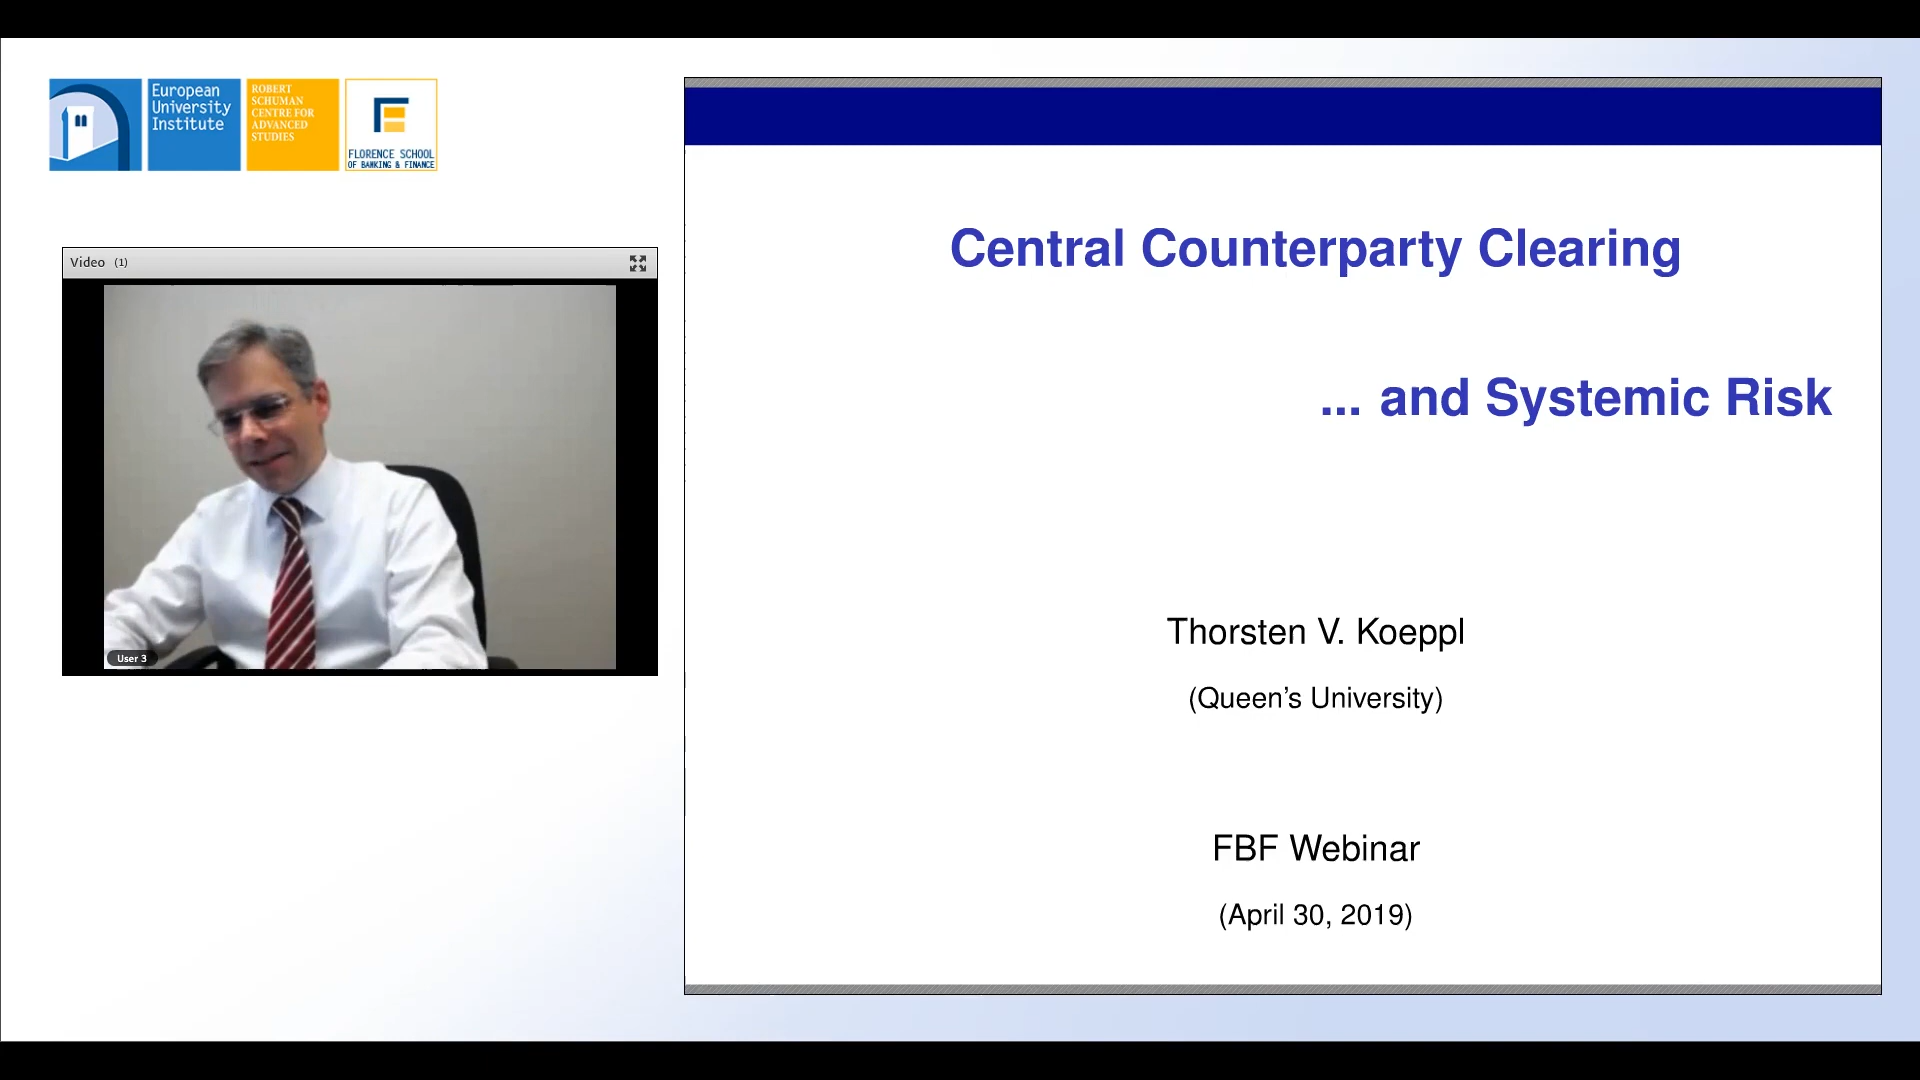 European
University
Institute
ROBERT
SCHUMAN
CENTRE FOR
ADVANCED
STUDIES
FLORENCE SCHOOL
OF BANKING & FINANCE
Video (1)
User 3
Central Counterparty Clearing
... and Systemic Risk
Thorsten V. Koeppl
(Queen’s University)
FBF Webinar
(April 30, 2019)